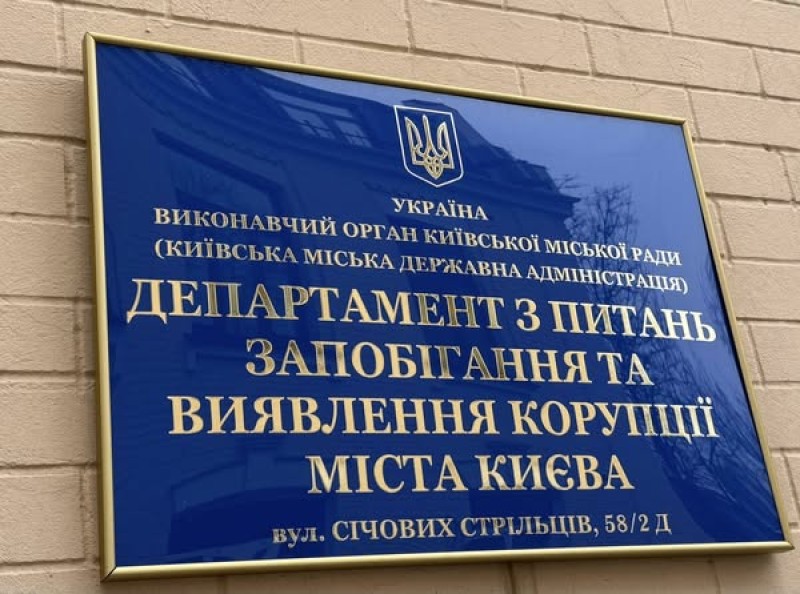 УКРАЇНА
ВИКОНАВЧИЙ ОРГАН КИЇВСЬКОЇ МІСЬКОЇ РАДИ
(КИЇВСЬКА МІСЬКА ДЕРЖАВНА АДМІНІСТРАЦІЯ)
ДЕПАРТАМЕНТ З ПИТАНЬ
ЗАПОБІГАННЯ ТА
ВИЯВЛЕННЯ КОРУПЦІЇ
МІСТА КИЄВА
вул. СІЧОВИХ СТРІЛЬЦІВ, 58/2 Д